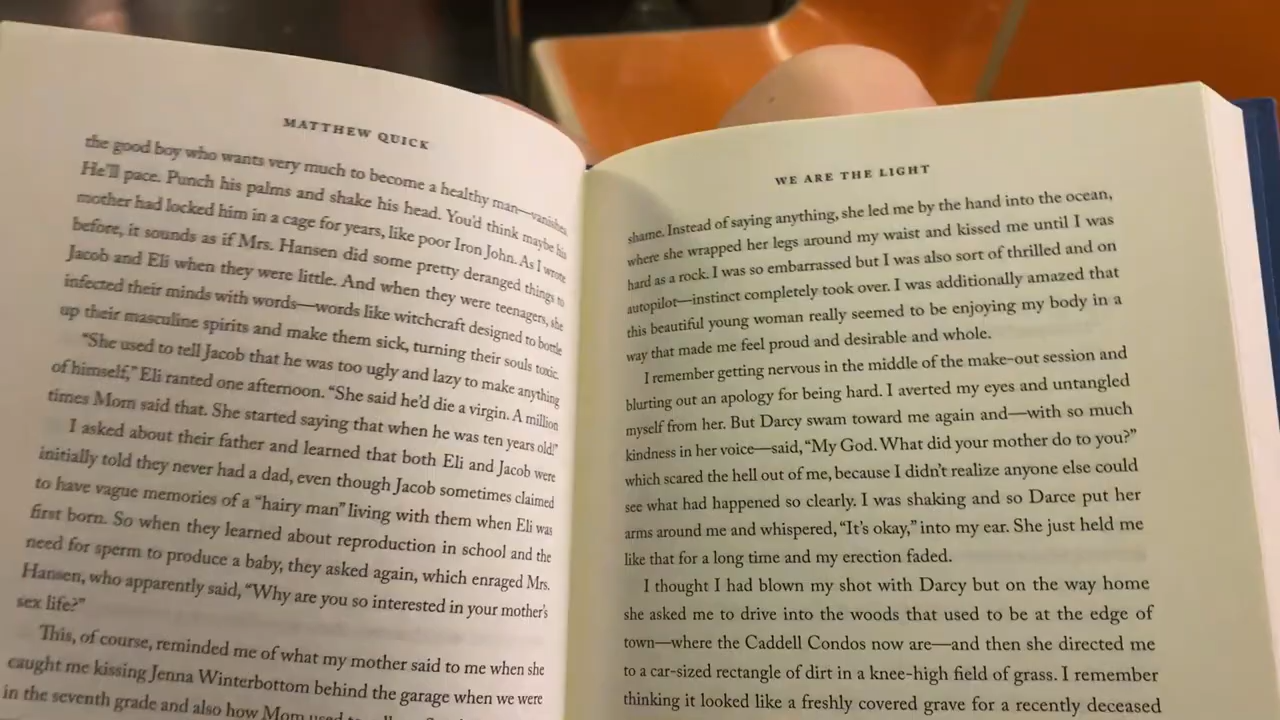 MATTHEW QUICK
the good boy who wants very much to become a healthy man—vanishes.
He'll pace. Punch his palms and shake his head. You'd think maybe his
mother had locked him in a cage for years, like poor Iron John. As I wrote
before, it sounds as if Mrs. Hansen did some pretty deranged things to
Jacob and Eli when they were little. And when they were teenagers, she
infected their minds with words—words like witchcraft designed to bottle
up their masculine spirits and make them sick, turning their souls toxic.
"She used to tell Jacob that he was too ugly and lazy to make anything
of himself," Eli ranted one afternoon. "She said he'd die a virgin. A million
times Mom said that. She started saying that when he was ten years old!"
I asked about their father and learned that both Eli and Jacob were
initially told they never had a dad, even though Jacob sometimes claimed
to have vague memories of a "hairy man" living with them when Eli was
first born. So when they learned about reproduction in school and the
need for sperm to produce a baby, they asked again, which enraged Mrs.
Hansen, who apparently said, "Why are you so interested in your mother's
sex life?"
This, of course, reminded me of what my mother said to me when she
caught me kissing Jenna Winterbottom behind the garage when we were
in the seventh grade and also how Mom used to
WE ARE THE LIGHT
shame. Instead of saying anything, she led me by the hand into the ocean,
where she wrapped her legs around my waist and kissed me until I was
hard as a rock. I was so embarrassed but I was also sort of thrilled and on
autopilot—instinct completely took over. I was additionally amazed that
this beautiful young woman really seemed to be enjoying my body in a
way that made me feel proud and desirable and whole.
I remember getting nervous in the middle of the make-out session and
blurting out an apology for being hard. I averted my eyes and untangled
myself from her. But Darcy swam toward me again and—with so much
kindness in her voice—said, "My God. What did your mother do to you?"
which scared the hell out of me, because I didn't realize anyone else could
see what had happened so clearly. I was shaking and so Darce put her
arms around me and whispered, "It's okay," into my ear. She just held me
like that for a long time and my erection faded.
I thought I had blown my shot with Darcy but on the way home
she asked me to drive into the woods that used to be at the edge of
town—where the Caddell Condos now are—and then she directed me
to a car-sized rectangle of dirt in a knee-high field of grass. I remember
thinking it looked like a freshly covered grave for a recently deceased